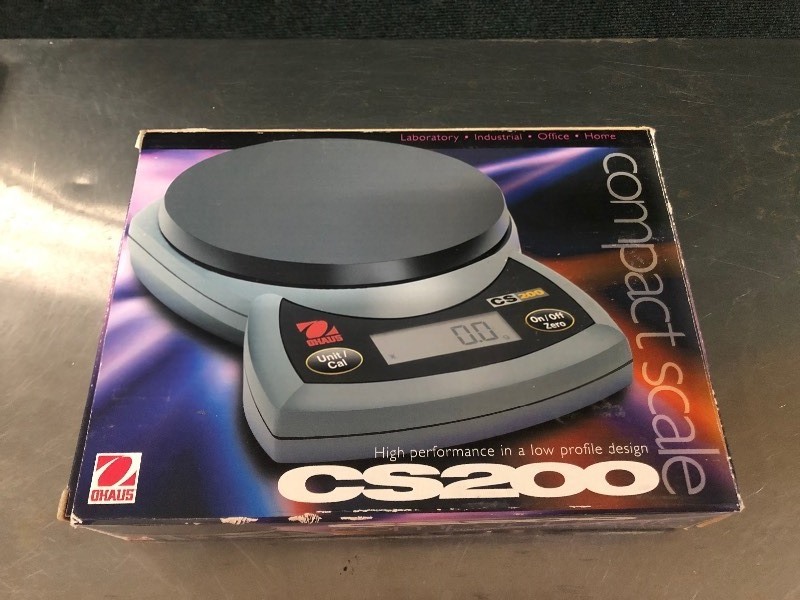 Laboratory • Industrial • Office • Home
compact scale
CS200
OHAUS
Unit/
Cal
0.0
On/Off
Zero
High performance in a low profile design
CS200
OHAUS